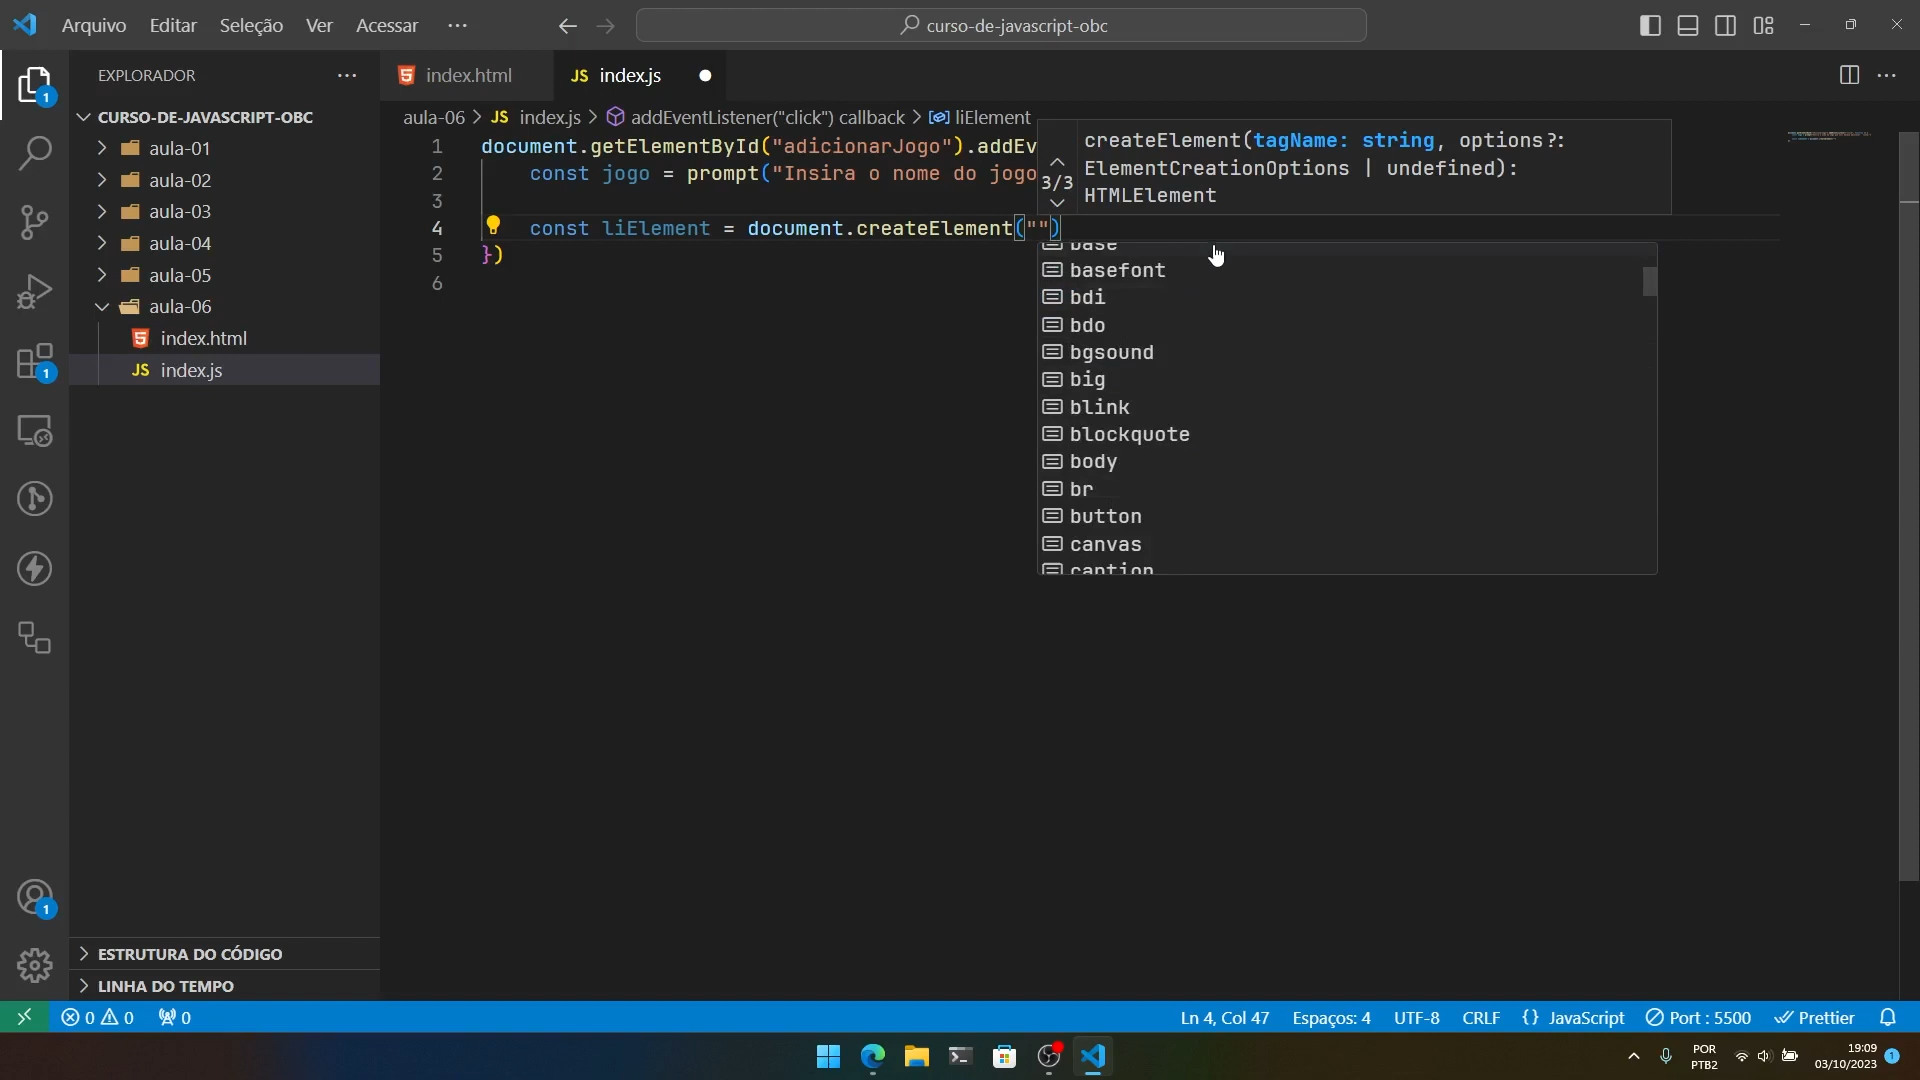 Arquivo Editar Seleção Ver Acessar ···
curso-de-javascript-obc
EXPLORADOR
CURSO-DE-JAVASCRIPT-OBC
aula-01
aula-02
aula-03
aula-04
aula-05
aula-06
index.html
JS index.js
ESTRUTURA DO CÓDIGO
LINHA DO TEMPO
1
1
1
index.html
JS index.js
aula-06 > JS index.js > addEventListener("click") callback > liElement
1 document.getElementById("adicionarJogo").addEv
2 const jogo = prompt("Insira o nome do jogo
3
4 const liElement = document.createElement("")
5 })
6
3/3
createElement(tagName: string, options?:
ElementCreationOptions | undefined):
HTMLElement
base
basefont
bdi
bdo
bgsound
big
blink
blockquote
body
br
button
canvas
caption
0 0 0
Ln 4, Col 47 Espaços: 4 UTF-8 CRLF {} JavaScript Port : 5500 Prettier
POR
PTB2
19:09
03/10/2023
1